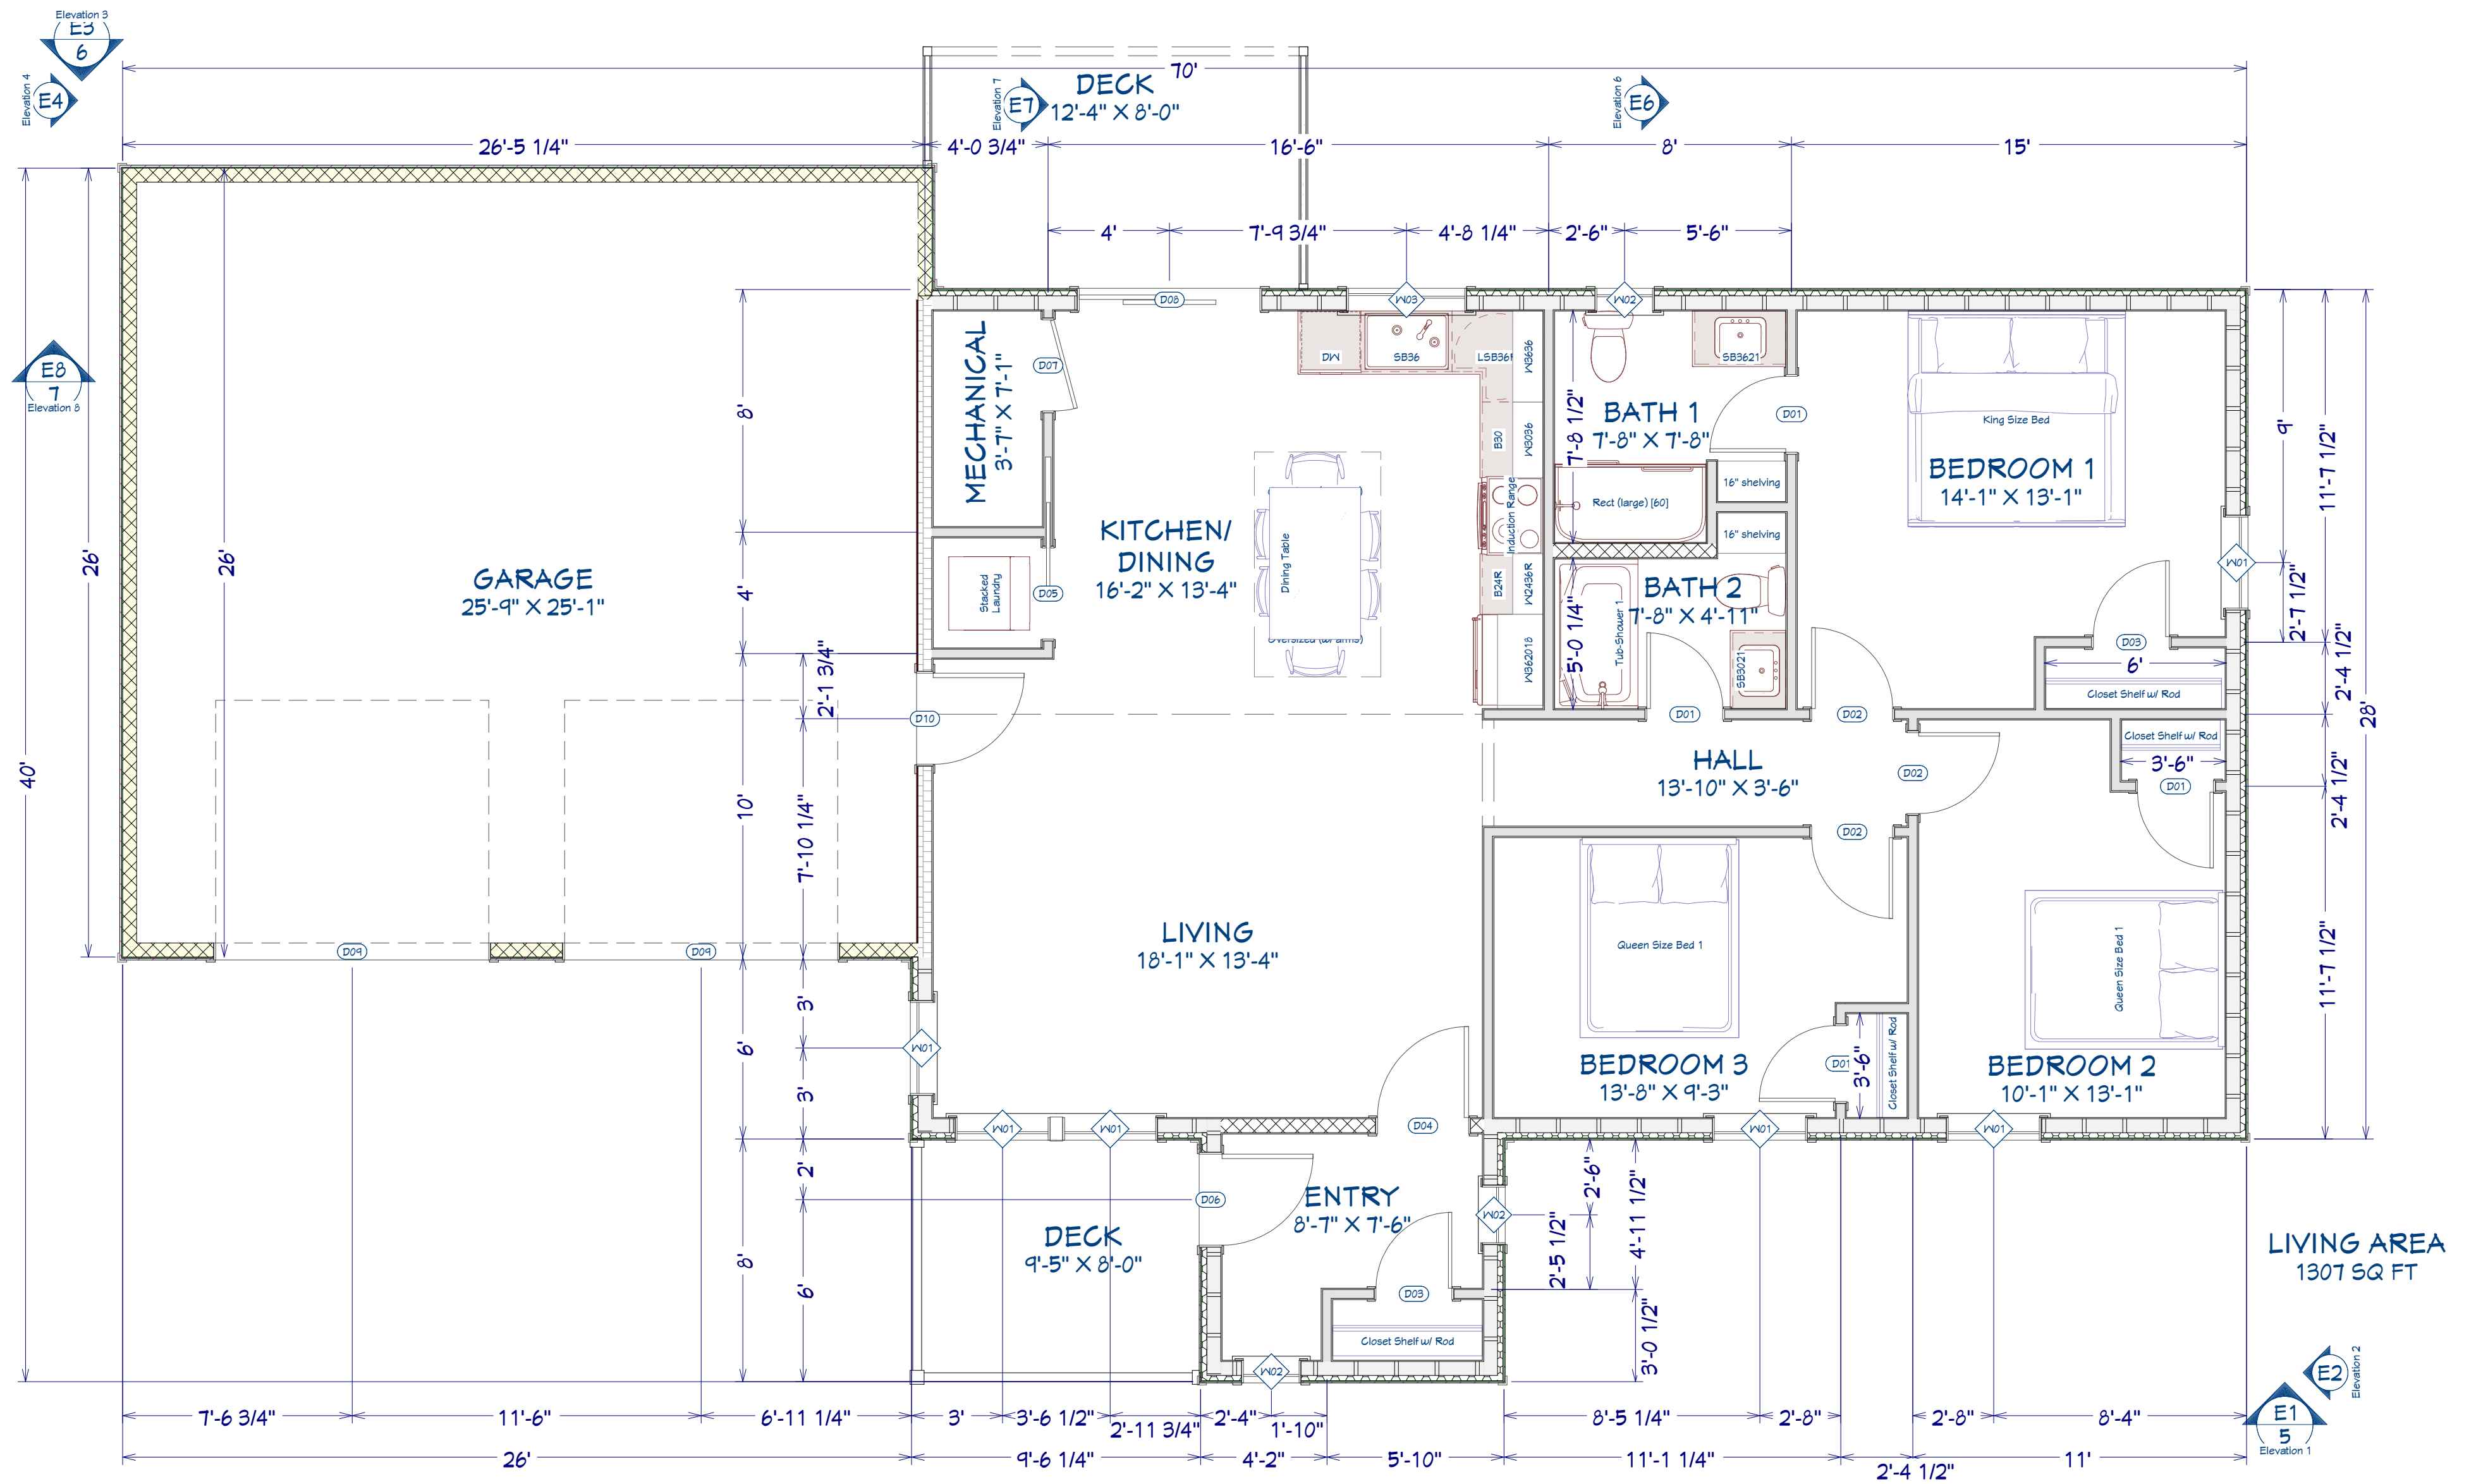 Elevation 3
E3
6
Elevation 4
E4
70'
DECK
12'-4" X 8'-0"
Elevation 7
E7
Elevation 6
E6
26'-5 1/4"
4'-0 3/4"
16'-6"
8'
15'
4'
7'-9 3/4"
4'-8 1/4"
2'-6"
5'-6"
D08
W03
W02
E8
7
Elevation 8
40'
26'
26'
GARAGE
25'-9" X 25'-1"
8'
4'
10'
2'-1 3/4"
7'-10 1/4"
6'
3'
3'
8'
2'
6'
MECHANICAL
3'-7" X 7'-1"
D07
Stacked
Laundry
D05
D10
KITCHEN/
DINING
16'-2" X 13'-4"
Dining Table
DW
SB36
W3636
B30
W3036
Induction Range
B24R
W2436R
W362018
BATH 1
7'-8" X 7'-8"
7'-8 1/2"
SB3621
D01
Rect (large) [60]
16" shelving
16" shelving
BATH 2
7'-8" X 4'-11"
5'-0 1/4"
Tub-Shower 1
SB3021
D01
D02
King Size Bed
BEDROOM 1
14'-1" X 13'-1"
W01
D03
6'
Closet Shelf w/ Rod
9'
2'-7 1/2"
11'-7 1/2"
2'-4 1/2"
28'
2'-4 1/2"
11'-7 1/2"
Closet Shelf w/ Rod
3'-6"
D01
HALL
13'-10" X 3'-6"
D02
D02
LIVING
18'-1" X 13'-4"
Queen Size Bed 1
BEDROOM 3
13'-8" X 9'-3"
3'-6"
Closet Shelf w/ Rod
Queen Size Bed 1
BEDROOM 2
10'-1" X 13'-1"
D09
D09
W01
W01
W01
D04
W01
W01
D06
ENTRY
8'-7" X 7'-6"
W02
DECK
9'-5" X 8'-0"
D03
Closet Shelf w/ Rod
W02
2'-6"
2'-5 1/2"
4'-11 1/2"
3'-0 1/2"
LIVING AREA
1307 SQ FT
E2
Elevation 2
E1
5
Elevation 1
7'-6 3/4"
11'-6"
6'-11 1/4"
3'
3'-6 1/2"
2'-11 3/4"
2'-4"
1'-10"
8'-5 1/4"
2'-8"
2'-8"
8'-4"
26'
9'-6 1/4"
4'-2"
5'-10"
11'-1 1/4"
2'-4 1/2"
11'